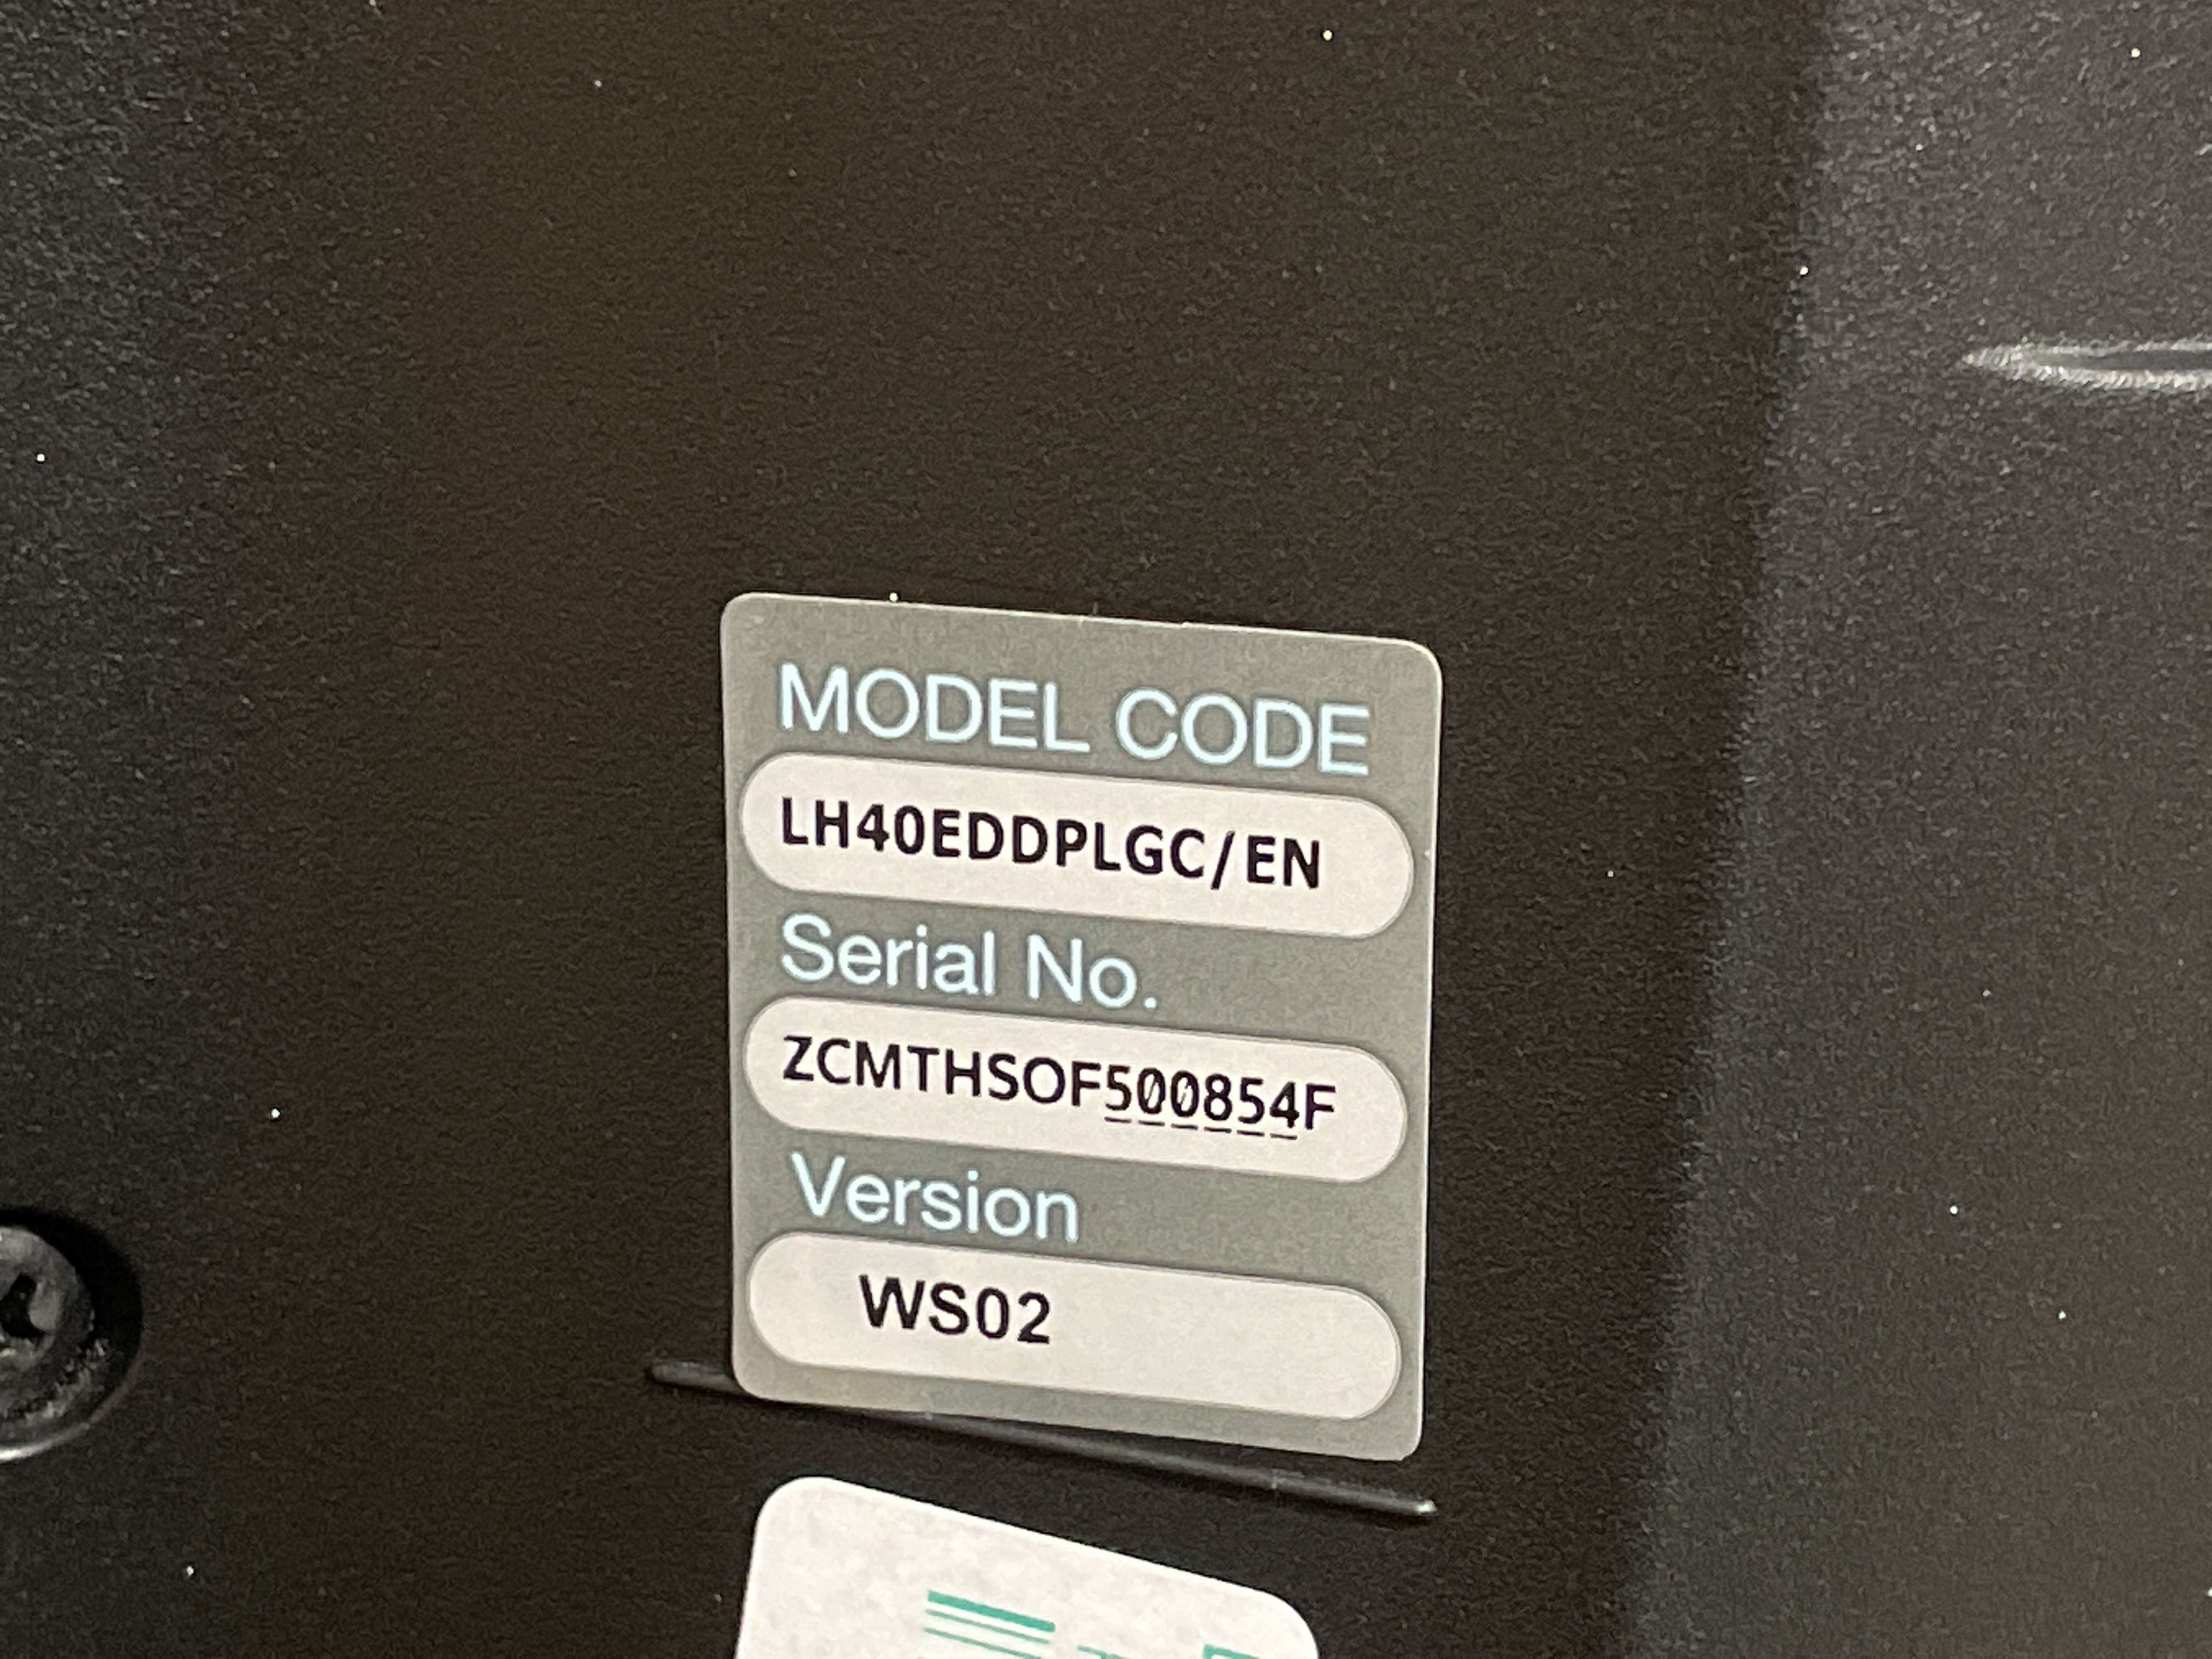 MODEL CODE
LH40EDDPLGC/EN
Serial No.
ZCMTHSOF500854F
Version
WS02